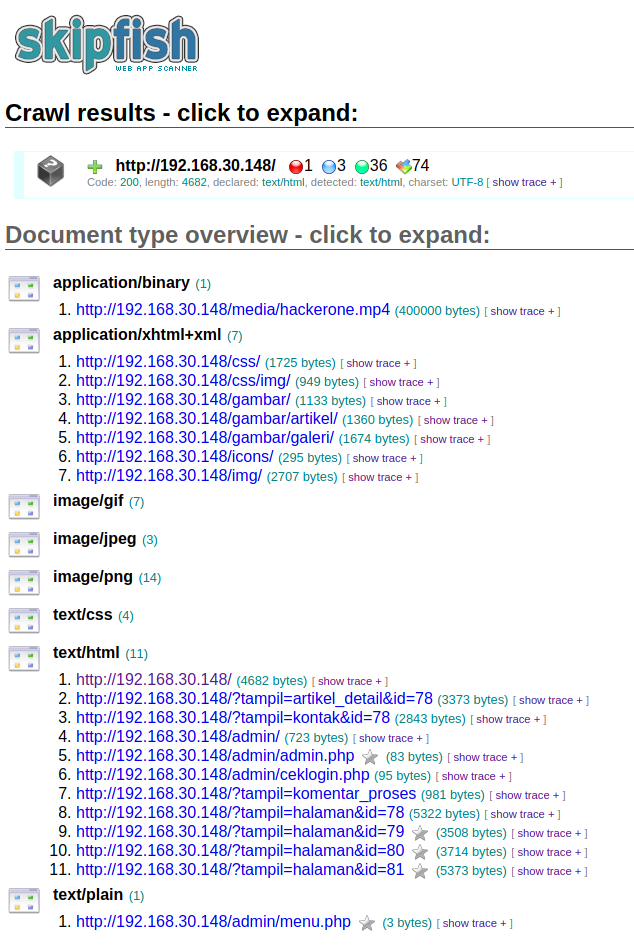 skipfish
WEB APP SCANNER
Crawl results - click to expand:
http://192.168.30.148/ 1 3 36 74
Code: 200, length: 4682, declared: text/html, detected: text/html, charset: UTF-8 [ show trace + ]
Document type overview - click to expand:
application/binary (1)
1. http://192.168.30.148/media/hackerone.mp4 (400000 bytes) [ show trace + ]
application/xhtml+xml (7)
1. http://192.168.30.148/css/ (1725 bytes) [ show trace + ]
2. http://192.168.30.148/css/img/ (949 bytes) [ show trace + ]
3. http://192.168.30.148/gambar/ (1133 bytes) [ show trace + ]
4. http://192.168.30.148/gambar/artikel/ (1360 bytes) [ show trace + ]
5. http://192.168.30.148/gambar/galeri/ (1674 bytes) [ show trace + ]
6. http://192.168.30.148/icons/ (295 bytes) [ show trace + ]
7. http://192.168.30.148/img/ (2707 bytes) [ show trace + ]
image/gif (7)
image/jpeg (3)
image/png (14)
text/css (4)
text/html (11)
1. http://192.168.30.148/ (4682 bytes) [ show trace + ]
2. http://192.168.30.148/?tampil=artikel_detail&id=78 (3373 bytes) [ show trace + ]
3. http://192.168.30.148/?tampil=kontak&id=78 (2843 bytes) [ show trace + ]
4. http://192.168.30.148/admin/ (723 bytes) [ show trace + ]
5. http://192.168.30.148/admin/admin.php (83 bytes) [ show trace + ]
6. http://192.168.30.148/admin/ceklogin.php (95 bytes) [ show trace + ]
7. http://192.168.30.148/?tampil=komentar_proses (981 bytes) [ show trace + ]
8. http://192.168.30.148/?tampil=halaman&id=78 (5322 bytes) [ show trace + ]
9. http://192.168.30.148/?tampil=halaman&id=79 (3508 bytes) [ show trace + ]
10. http://192.168.30.148/?tampil=halaman&id=80 (3714 bytes) [ show trace + ]
11. http://192.168.30.148/?tampil=halaman&id=81 (5373 bytes) [ show trace + ]
text/plain (1)
1. http://192.168.30.148/admin/menu.php (3 bytes) [ show trace + ]